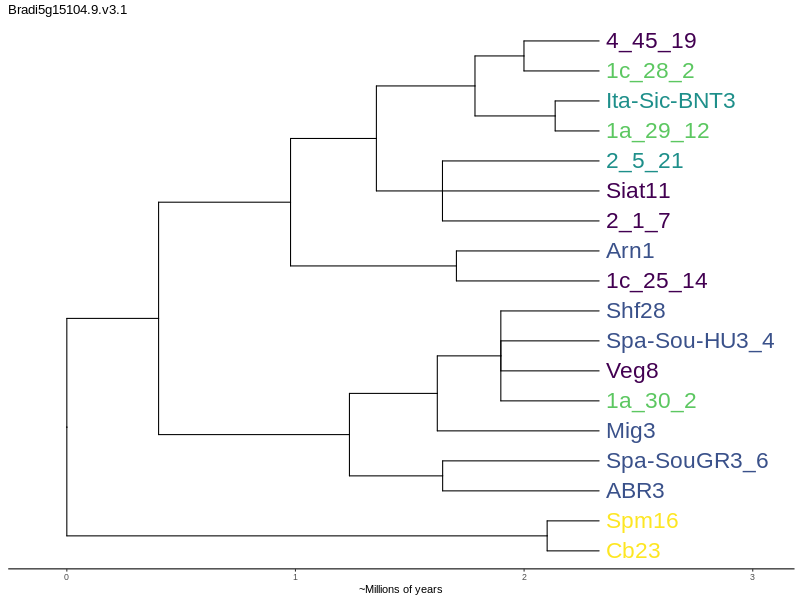 Bradi5g15104.9.v3.1
4_45_19
1c_28_2
Ita-Sic-BNT3
1a_29_12
2_5_21
Siat11
2_1_7
Arn1
1c_25_14
Shf28
Spa-Sou-HU3_4
Veg8
1a_30_2
Mig3
Spa-SouGR3_6
ABR3
Spm16
Cb23
0 1 2 3
~Millions of years